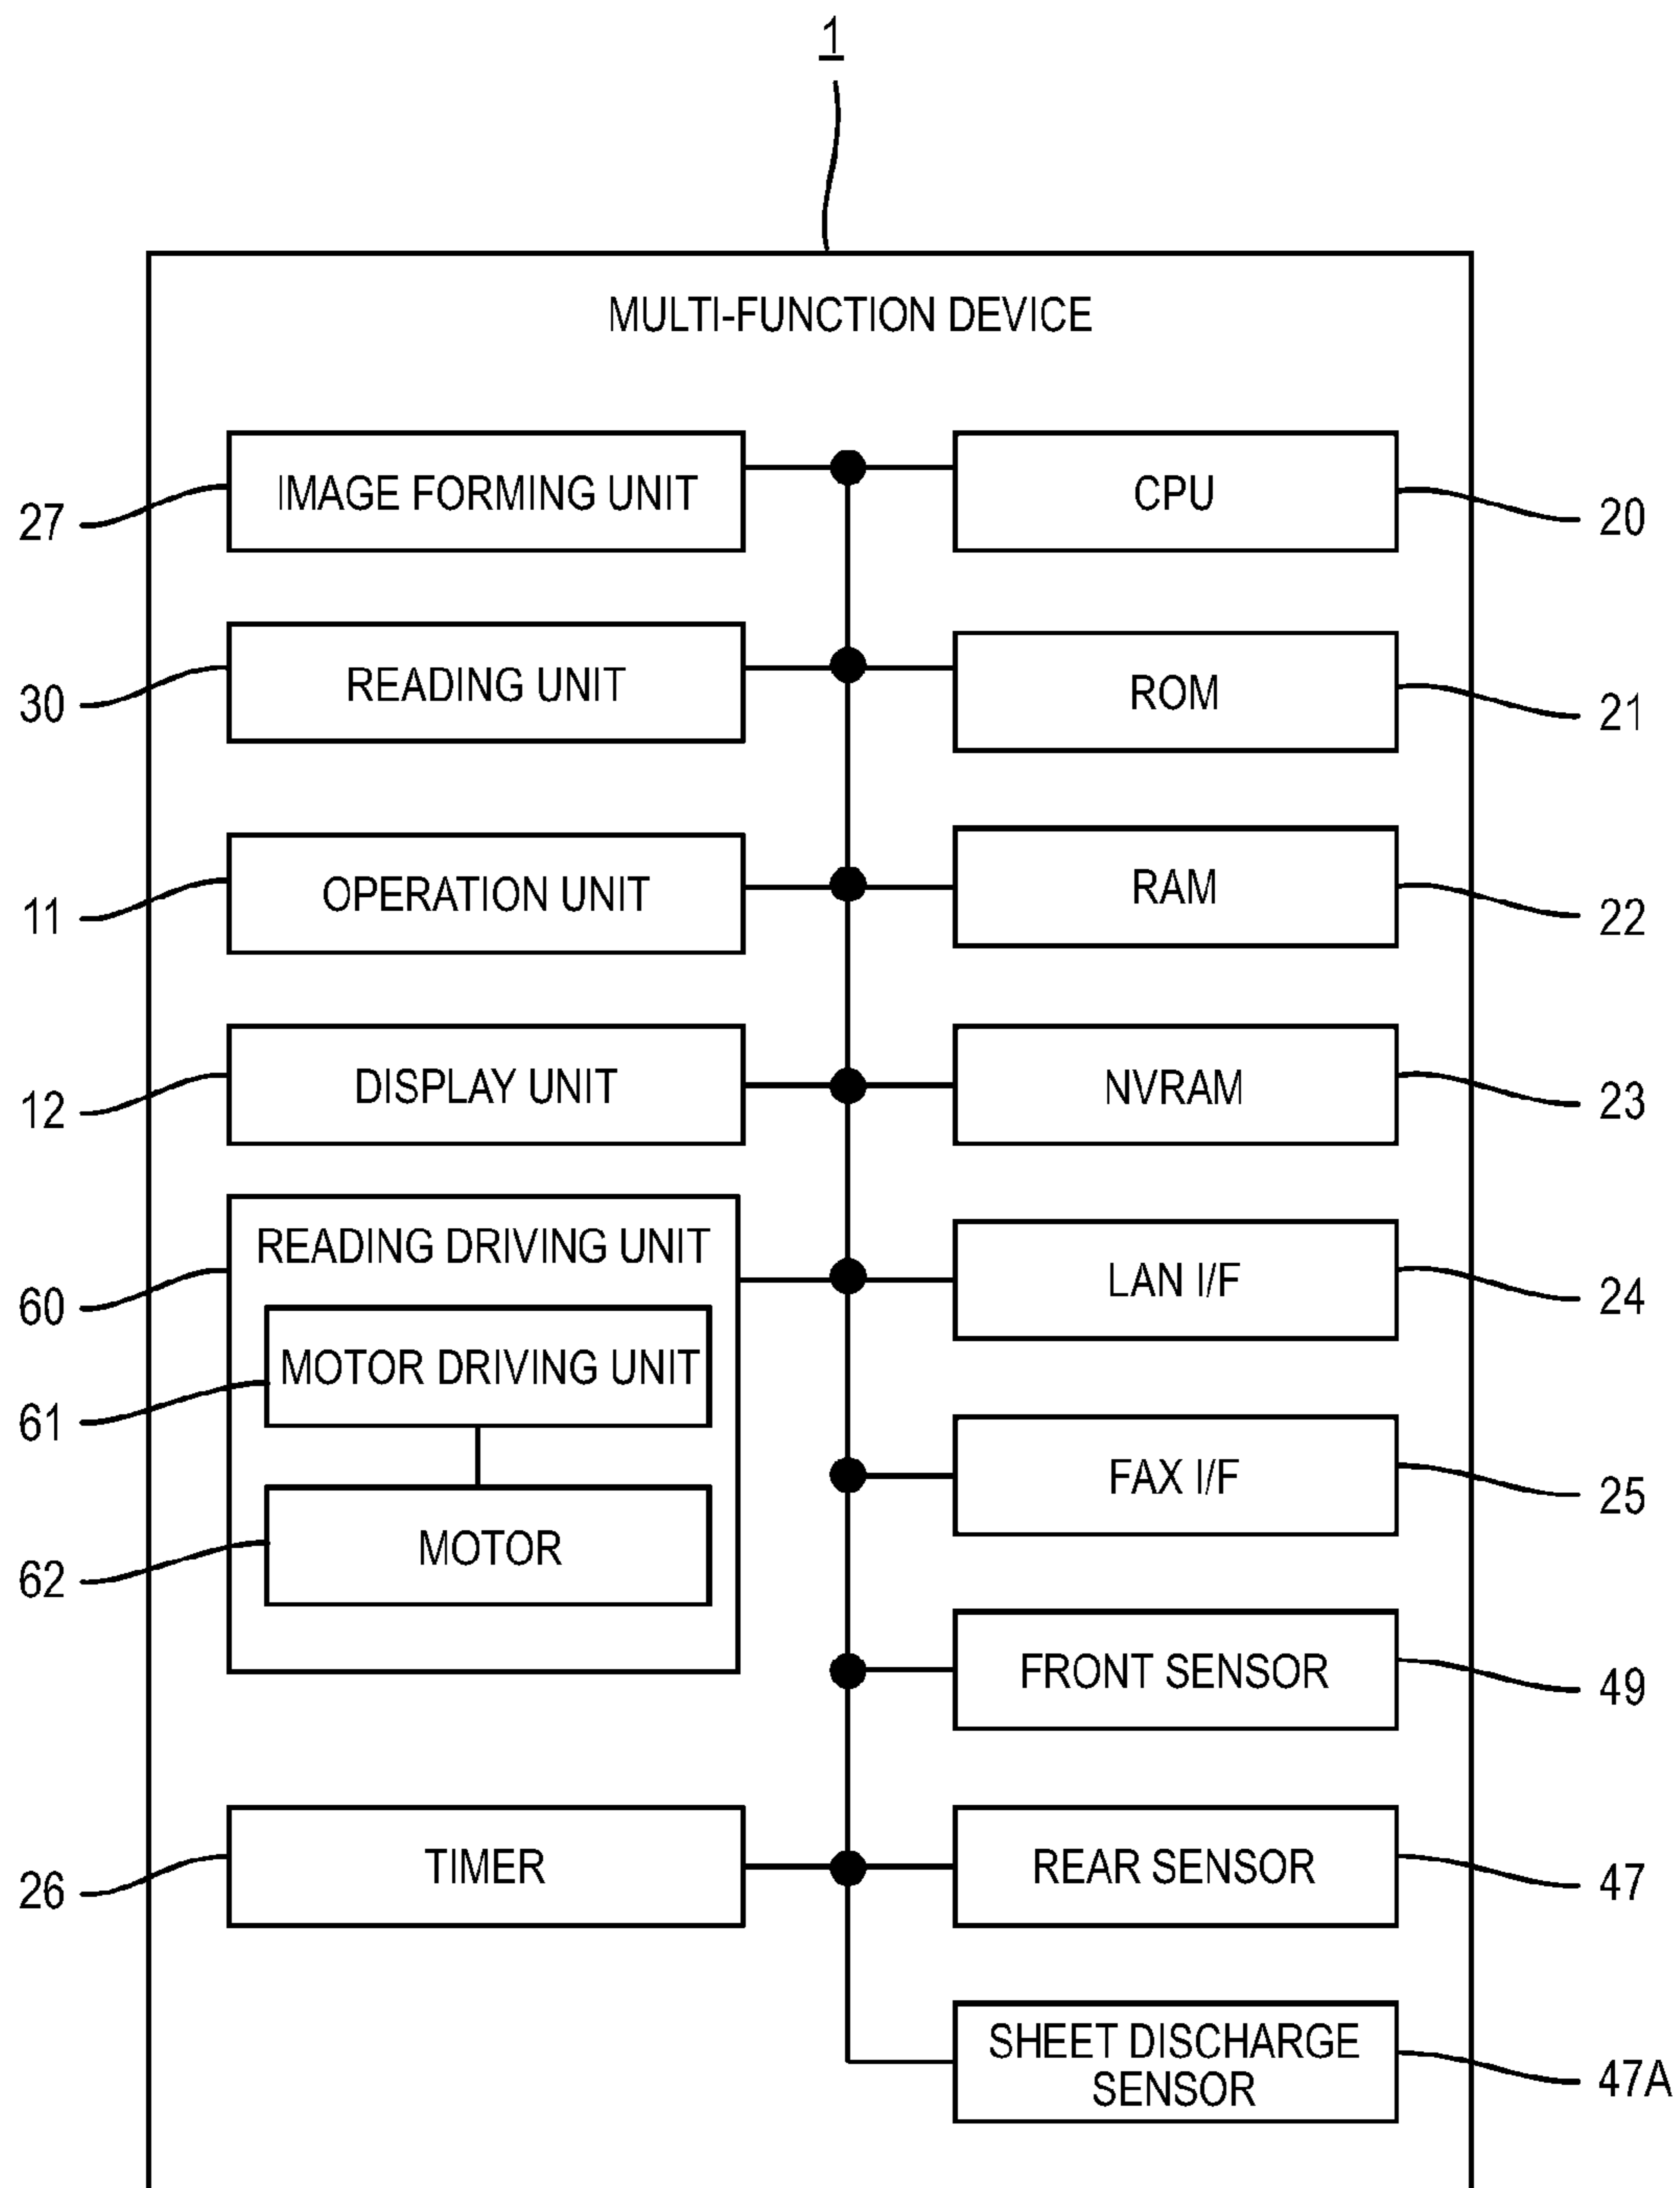 1
MULTI-FUNCTION DEVICE
27
IMAGE FORMING UNIT
CPU
20
30
READING UNIT
ROM
21
11
OPERATION UNIT
RAM
22
12
DISPLAY UNIT
NVRAM
23
60
READING DRIVING UNIT
LAN I/F
24
61
MOTOR DRIVING UNIT
FAX I/F
25
62
MOTOR
FRONT SENSOR
49
26
TIMER
REAR SENSOR
47
SHEET DISCHARGE
SENSOR
47A